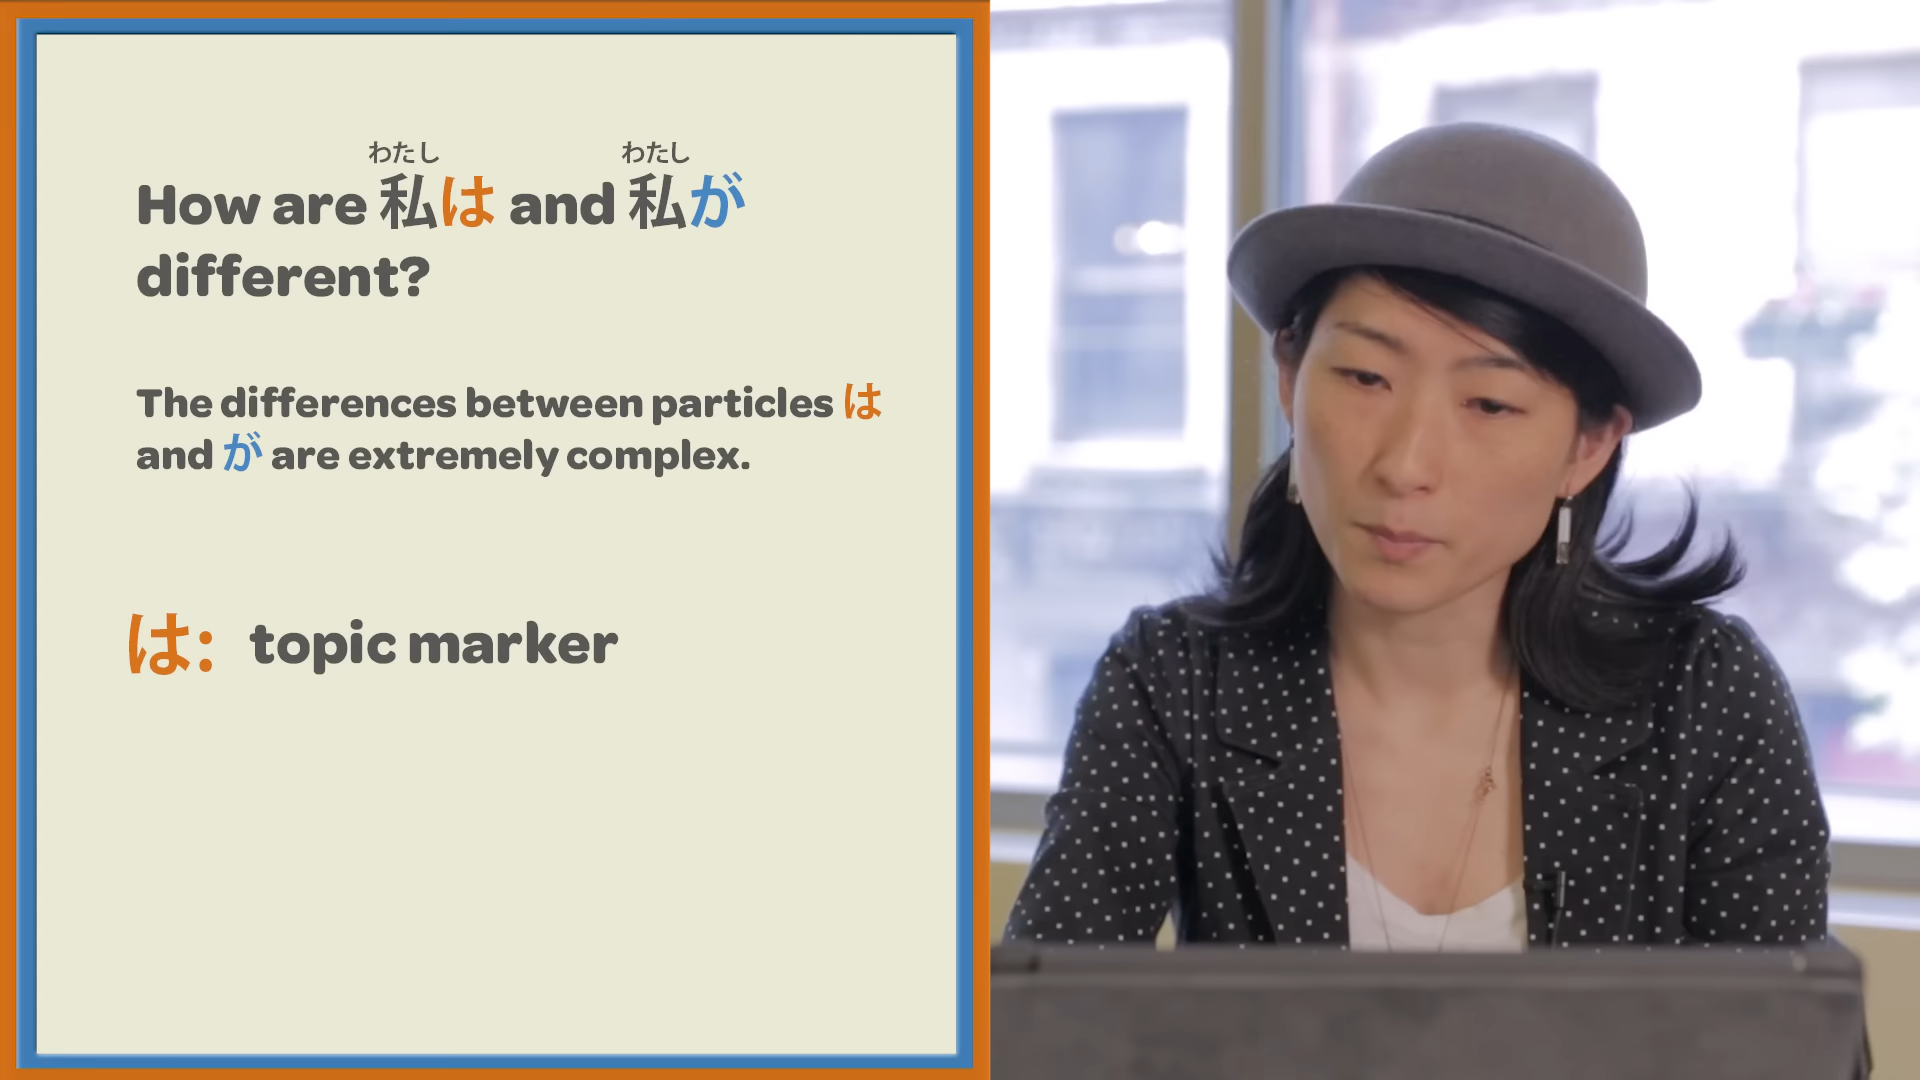 わたし わたし
How are 私は and 私が
different?
The differences between particles は
and が are extremely complex.
は: topic marker